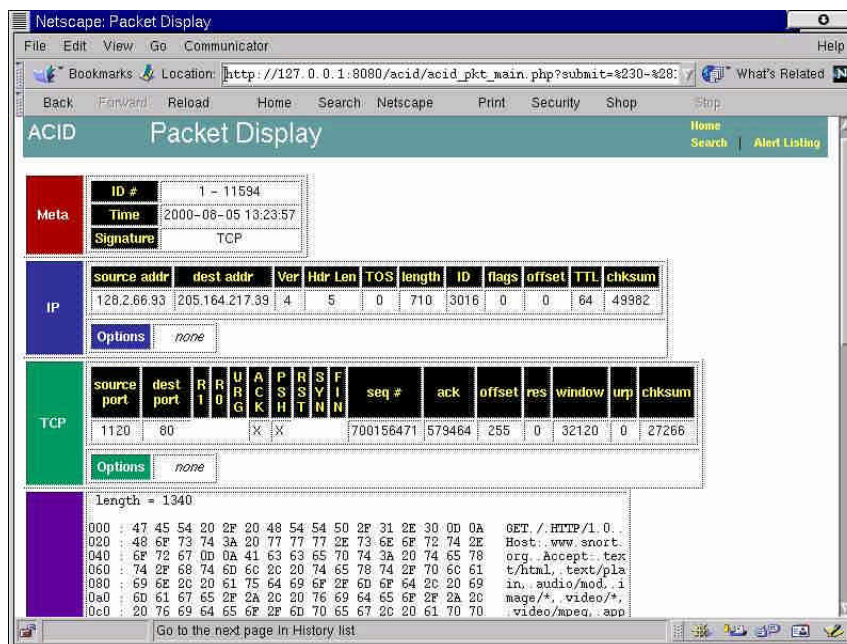 Netscape: Packet Display
File Edit View Go Communicator Help
Bookmarks Location: http://127.0.0.1:8080/acid/acid_pkt_main.php?submit=%230-%28: What's Related N
Back Forward Reload Home Search Netscape Print Security Shop Stop
ACID Packet Display
Home
Search | Alert Listing
Meta
ID # 1 - 11594
Time 2000-08-05 13:23:57
Signature TCP
IP
source addr dest addr Ver Hdr Len TOS length ID flags offset TTL chksum
128.2.66.93 205.164.217.39 4 5 0 710 3016 0 0 64 49982
Options none
TCP
source port dest port R1 R0 URG ACK PSH RST SYN FIN seq # ack offset res window urp chksum
1120 80 X X 700156471 579464 255 0 32120 0 27266
Options none
length = 1340
000 : 47 45 54 20 2F 20 48 54 54 50 2F 31 2E 30 0D 0A GET./.HTTP/1.0..
020 : 48 6F 73 74 3A 20 77 77 77 2E 73 6E 6F 72 74 2E Host:.www.snort.
040 : 6F 72 67 0D 0A 41 63 63 65 70 74 3A 20 74 65 78 org..Accept:.tex
060 : 74 2F 68 74 6D 6C 2C 20 74 65 78 74 2F 70 6C 61 t/html,.text/pla
080 : 69 6E 2C 20 61 75 64 69 6F 2F 6D 6F 64 2C 20 69 in,.audio/mod,.i
0a0 : 6D 61 67 65 2F 2A 2C 20 76 69 64 65 6F 2F 2A 2C mage/*,.video/*,
0c0 : 20 76 69 64 65 6F 2F 6D 70 65 67 2C 20 61 70 70 .video/mpeg,.app
Go to the next page in History list